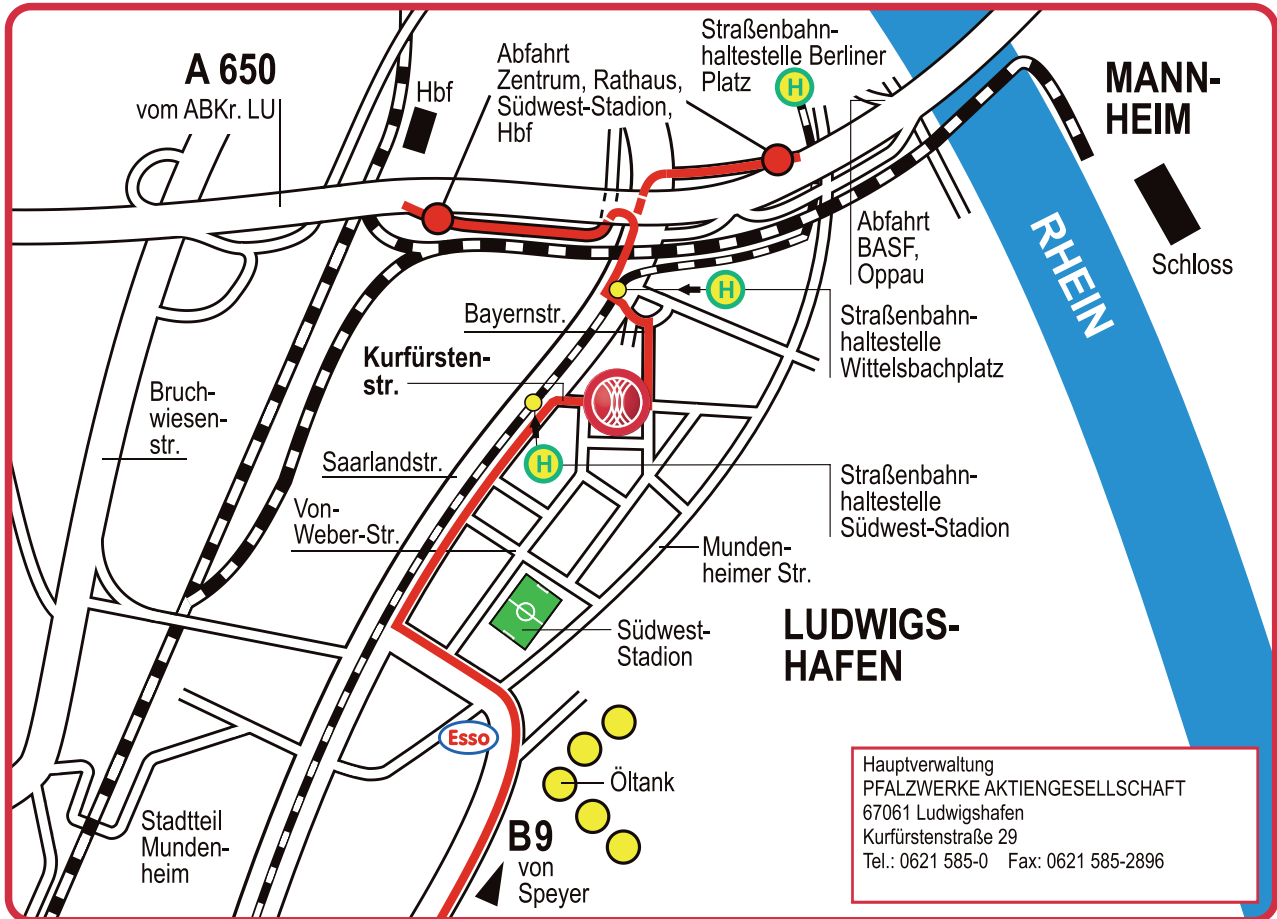 A 650
vom ABKr. LU
Hbf
Abfahrt
Zentrum, Rathaus,
Südwest-Stadion,
Hbf
Straßenbahn-
haltestelle Berliner
Platz
H
MANN-
HEIM
Schloss
RHEIN
Abfahrt
BASF,
Oppau
H
Straßenbahn-
haltestelle
Wittelsbachplatz
Bayernstr.
Kurfürsten-
str.
Bruch-
wiesen-
str.
Saarlandstr.
H
Straßenbahn-
haltestelle
Südwest-Stadion
Von-
Weber-Str.
Munden-
heimer Str.
Südwest-
Stadion
LUDWIGS-
HAFEN
Esso
Öltank
Stadtteil
Munden-
heim
B9
von
Speyer
Hauptverwaltung
PFALZWERKE AKTIENGESELLSCHAFT
67061 Ludwigshafen
Kurfürstenstraße 29
Tel.: 0621 585-0 Fax: 0621 585-2896